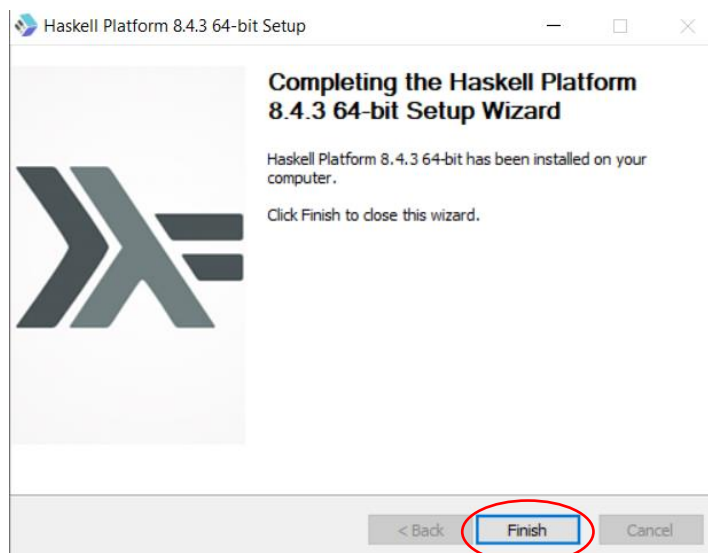 Haskell Platform 8.4.3 64-bit Setup
Completing the Haskell Platform
8.4.3 64-bit Setup Wizard
Haskell Platform 8.4.3 64-bit has been installed on your
computer.
Click Finish to close this wizard.
< Back Finish Cancel